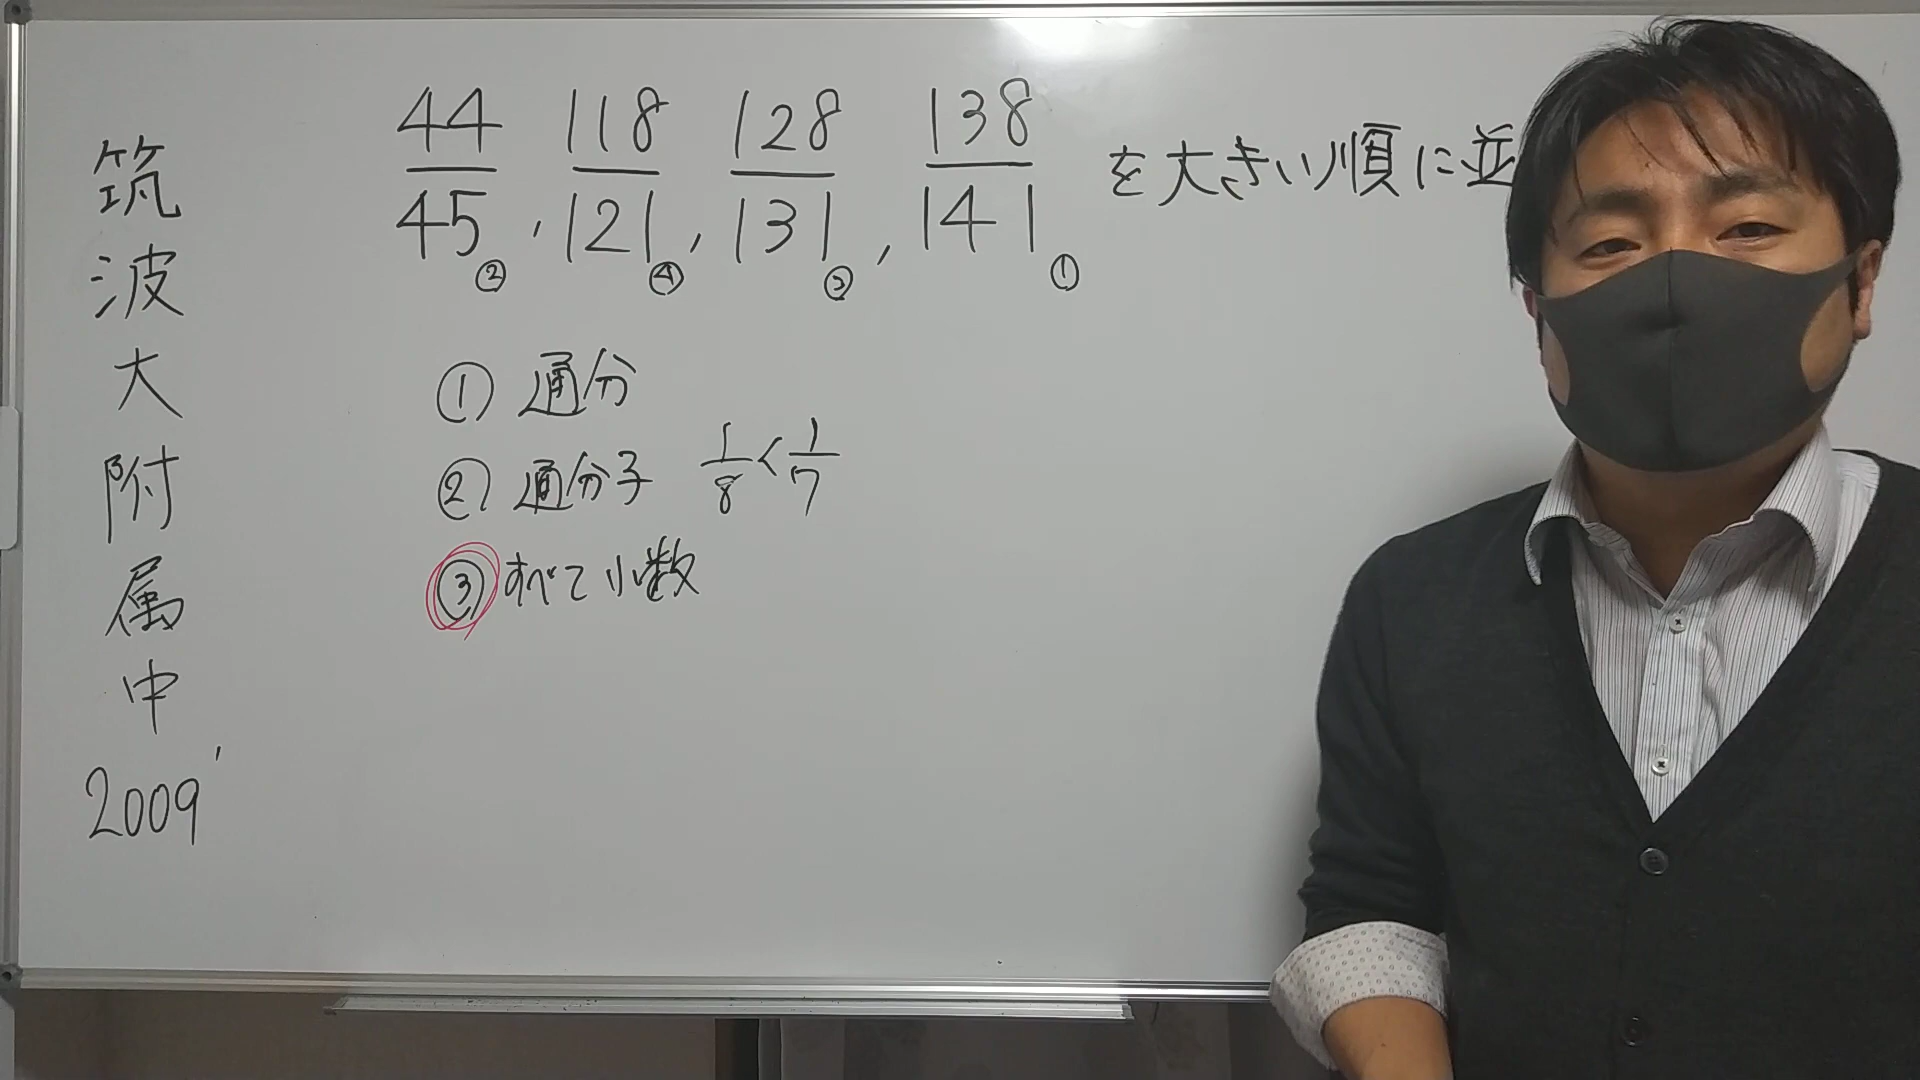 筑波大附属中
2009'
44/45, 118/121, 128/131, 138/141 を大きい順に並
② ④ ③ ①
① 通分
② 通分子 1/8 < 1/7
③ すべて小数